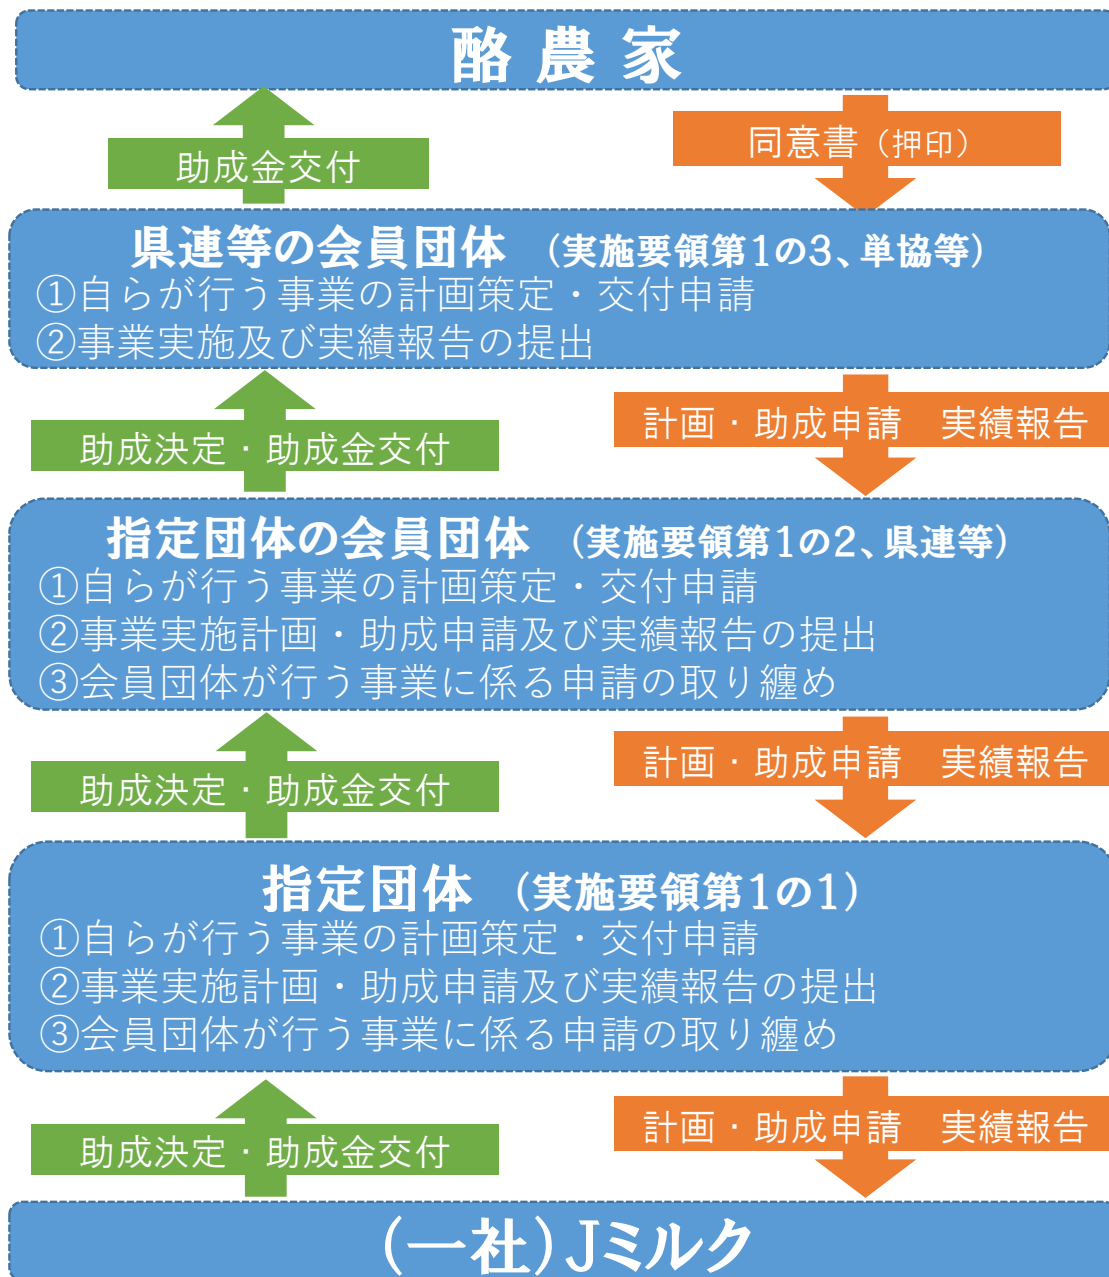 酪 農 家
助成金交付
同意書（押印）
県連等の会員団体 （実施要領第1の3、単協等）
①自らが行う事業の計画策定・交付申請
②事業実施及び実績報告の提出
助成決定・助成金交付
計画・助成申請　実績報告
指定団体の会員団体 （実施要領第1の2、県連等）
①自らが行う事業の計画策定・交付申請
②事業実施計画・助成申請及び実績報告の提出
③会員団体が行う事業に係る申請の取り纏め
助成決定・助成金交付
計画・助成申請　実績報告
指定団体 （実施要領第1の1）
①自らが行う事業の計画策定・交付申請
②事業実施計画・助成申請及び実績報告の提出
③会員団体が行う事業に係る申請の取り纏め
助成決定・助成金交付
計画・助成申請　実績報告
（一社）Jミルク